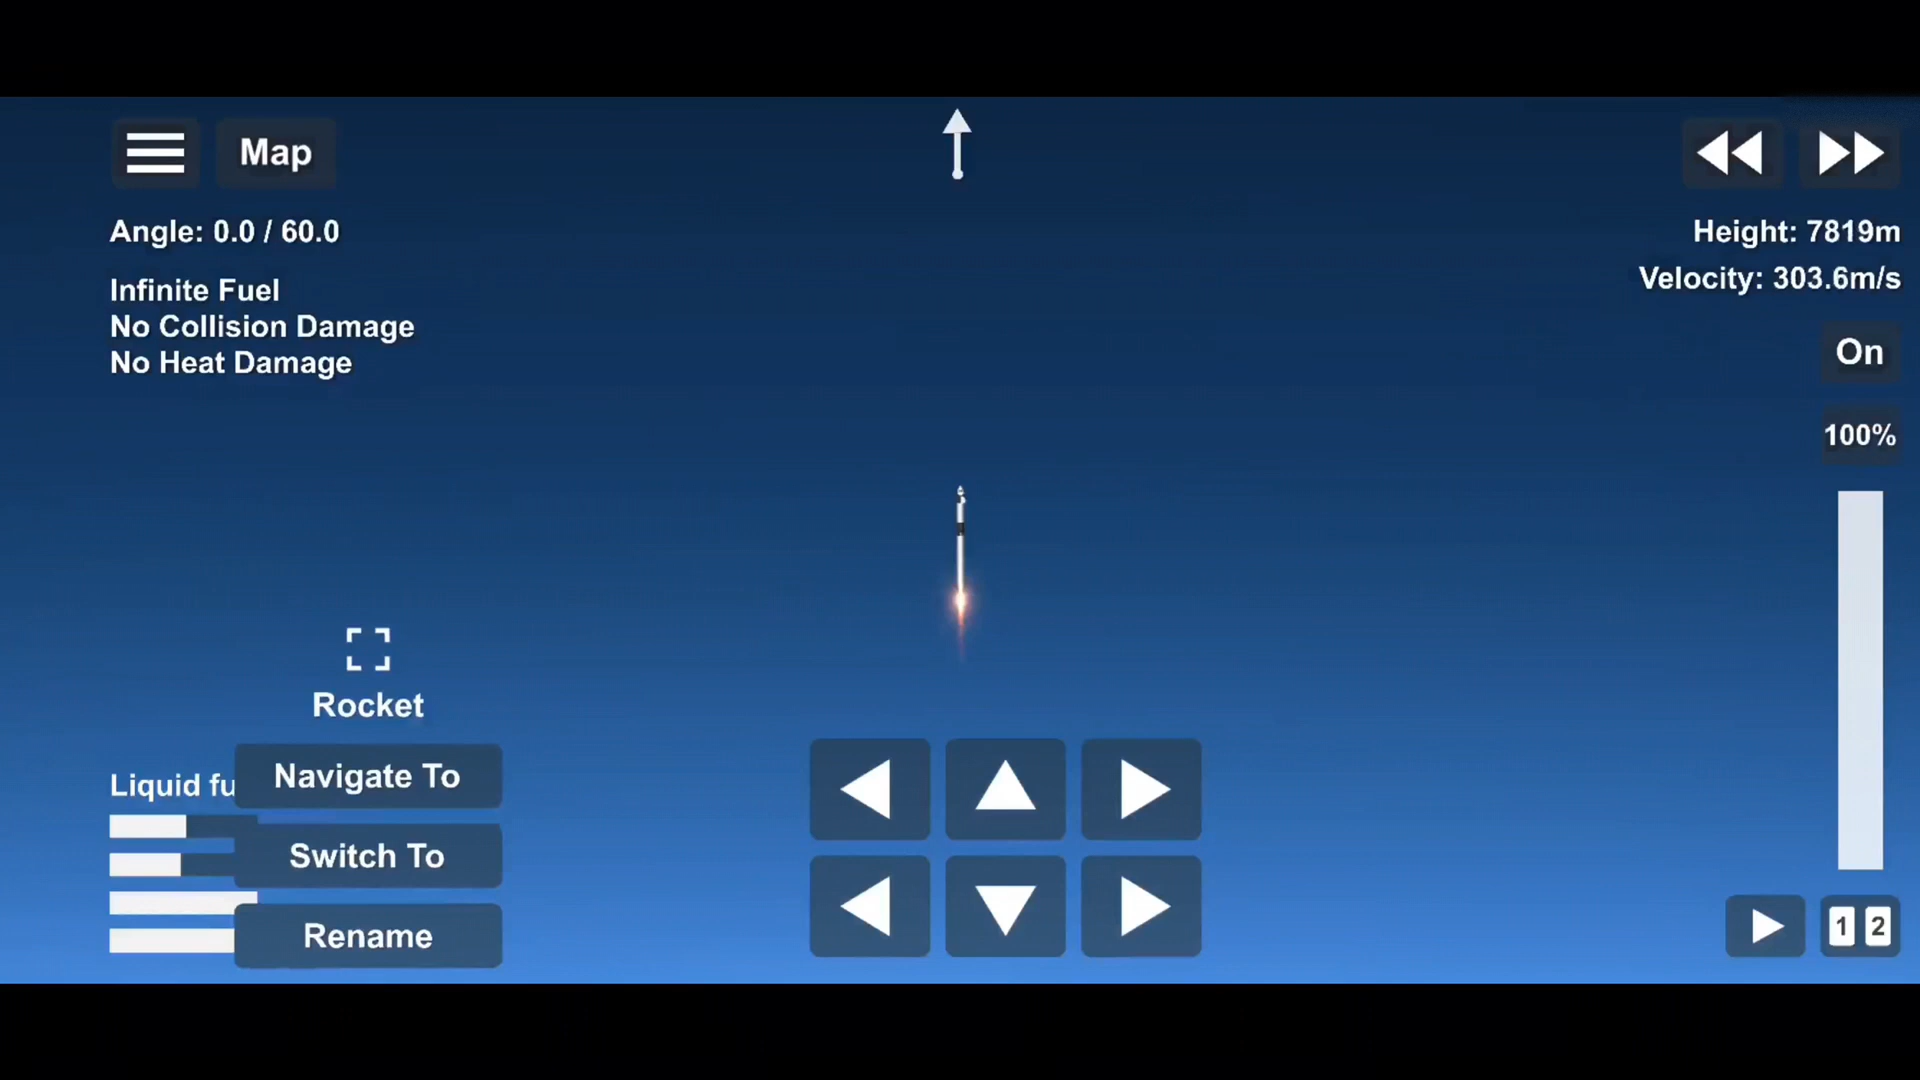 Map
Angle: 0.0 / 60.0
Height: 7819m
Velocity: 303.6m/s
Infinite Fuel
No Collision Damage
No Heat Damage
On
100%
Rocket
Liquid fu
Navigate To
Switch To
Rename
1 2